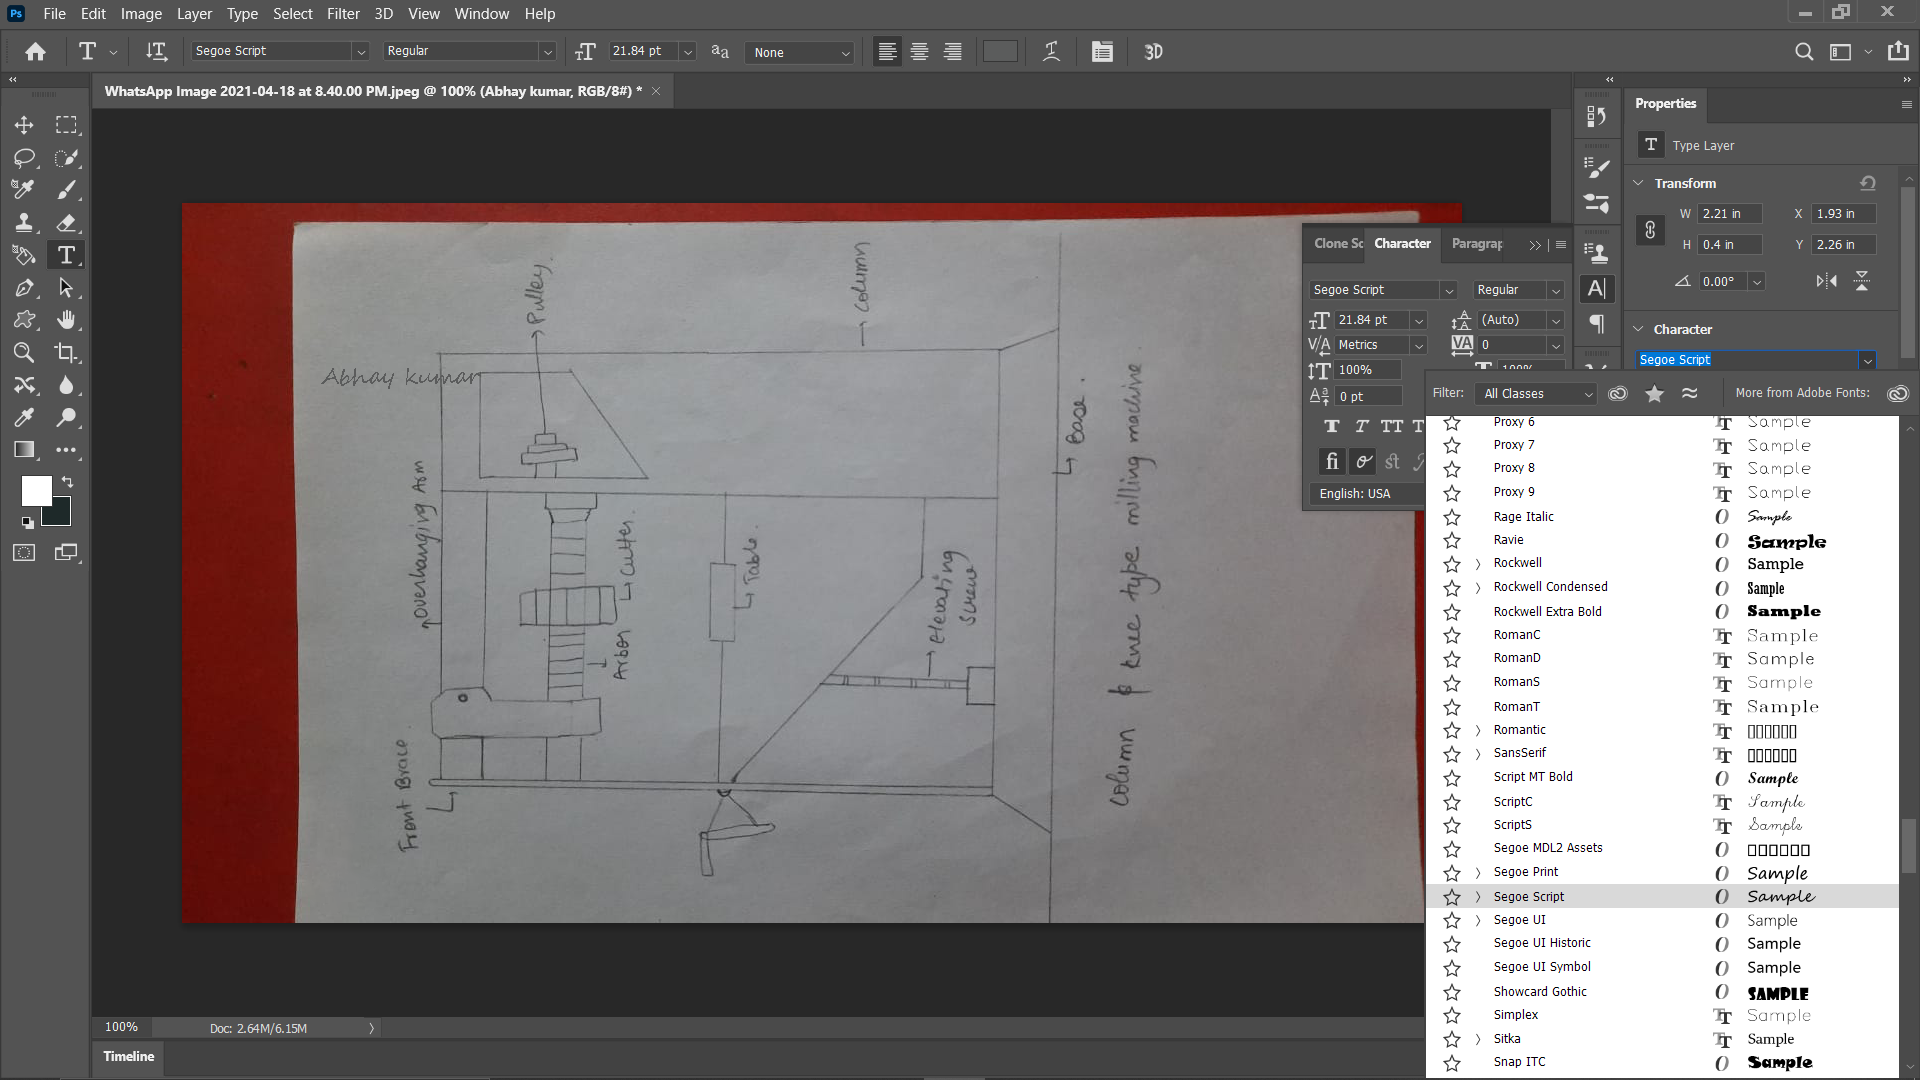 Ps File Edit Image Layer Type Select Filter 3D View Window Help
Segoe Script Regular 21.84 pt aa None 3D
WhatsApp Image 2021-04-18 at 8.40.00 PM.jpeg @ 100% (Abhay kumar, RGB/8#) *
Pulley.
column
Abhay kumar
Base.
overhanging Arm
Cutter.
Table.
Elevating
screw
Arbor
Front Brace.
column & knee type milling machine.
100% Doc: 2.64M/6.15M
Timeline
Clone Sc Character Paragrap
Segoe Script Regular
21.84 pt (Auto)
Metrics 0
100% 100%
0 pt
T T TT T
fi st
English: USA
Properties
Type Layer
Transform
W 2.21 in X 1.93 in
H 0.4 in Y 2.26 in
0.00°
Character
Segoe Script
Filter: All Classes More from Adobe Fonts:
Proxy 6 Sample
Proxy 7 Sample
Proxy 8 Sample
Proxy 9 Sample
Rage Italic Sample
Ravie Sample
Rockwell Sample
Rockwell Condensed Sample
Rockwell Extra Bold Sample
RomanC Sample
RomanD Sample
RomanS Sample
RomanT Sample
Romantic
SansSerif
Script MT Bold Sample
ScriptC Sample
ScriptS Sample
Segoe MDL2 Assets
Segoe Print Sample
Segoe Script Sample
Segoe UI Sample
Segoe UI Historic Sample
Segoe UI Symbol Sample
Showcard Gothic SAMPLE
Simplex Sample
Sitka Sample
Snap ITC Sample